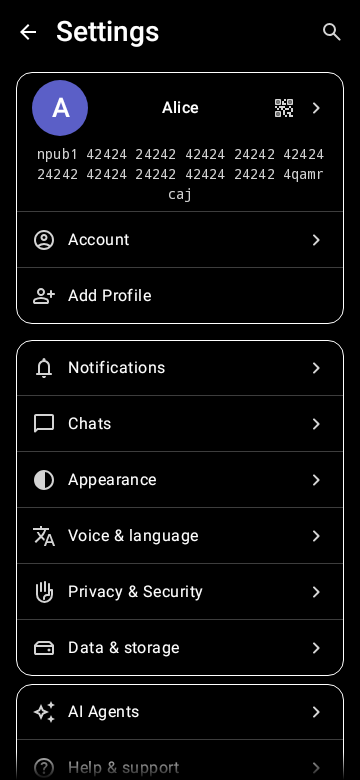 Settings
A
Alice
npub1 42424 24242 42424 24242 42424
24242 42424 24242 42424 24242 4qamr
caj
Account
Add Profile
Notifications
Chats
Appearance
Voice & language
Privacy & Security
Data & storage
AI Agents
Help & support